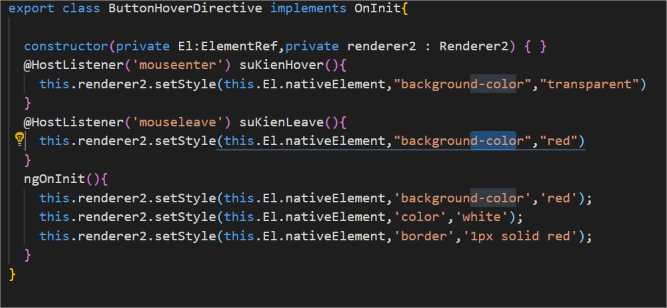 export class ButtonHoverDirective implements OnInit{
constructor(private El:ElementRef,private renderer2 : Renderer2) { }
@HostListener('mouseenter') suKienHover(){
this.renderer2.setStyle(this.El.nativeElement,"background-color","transparent")
}
@HostListener('mouseleave') suKienLeave(){
this.renderer2.setStyle(this.El.nativeElement,"background-color","red")
}
ngOnInit(){
this.renderer2.setStyle(this.El.nativeElement,'background-color','red');
this.renderer2.setStyle(this.El.nativeElement,'color','white');
this.renderer2.setStyle(this.El.nativeElement,'border','1px solid red');
}
}